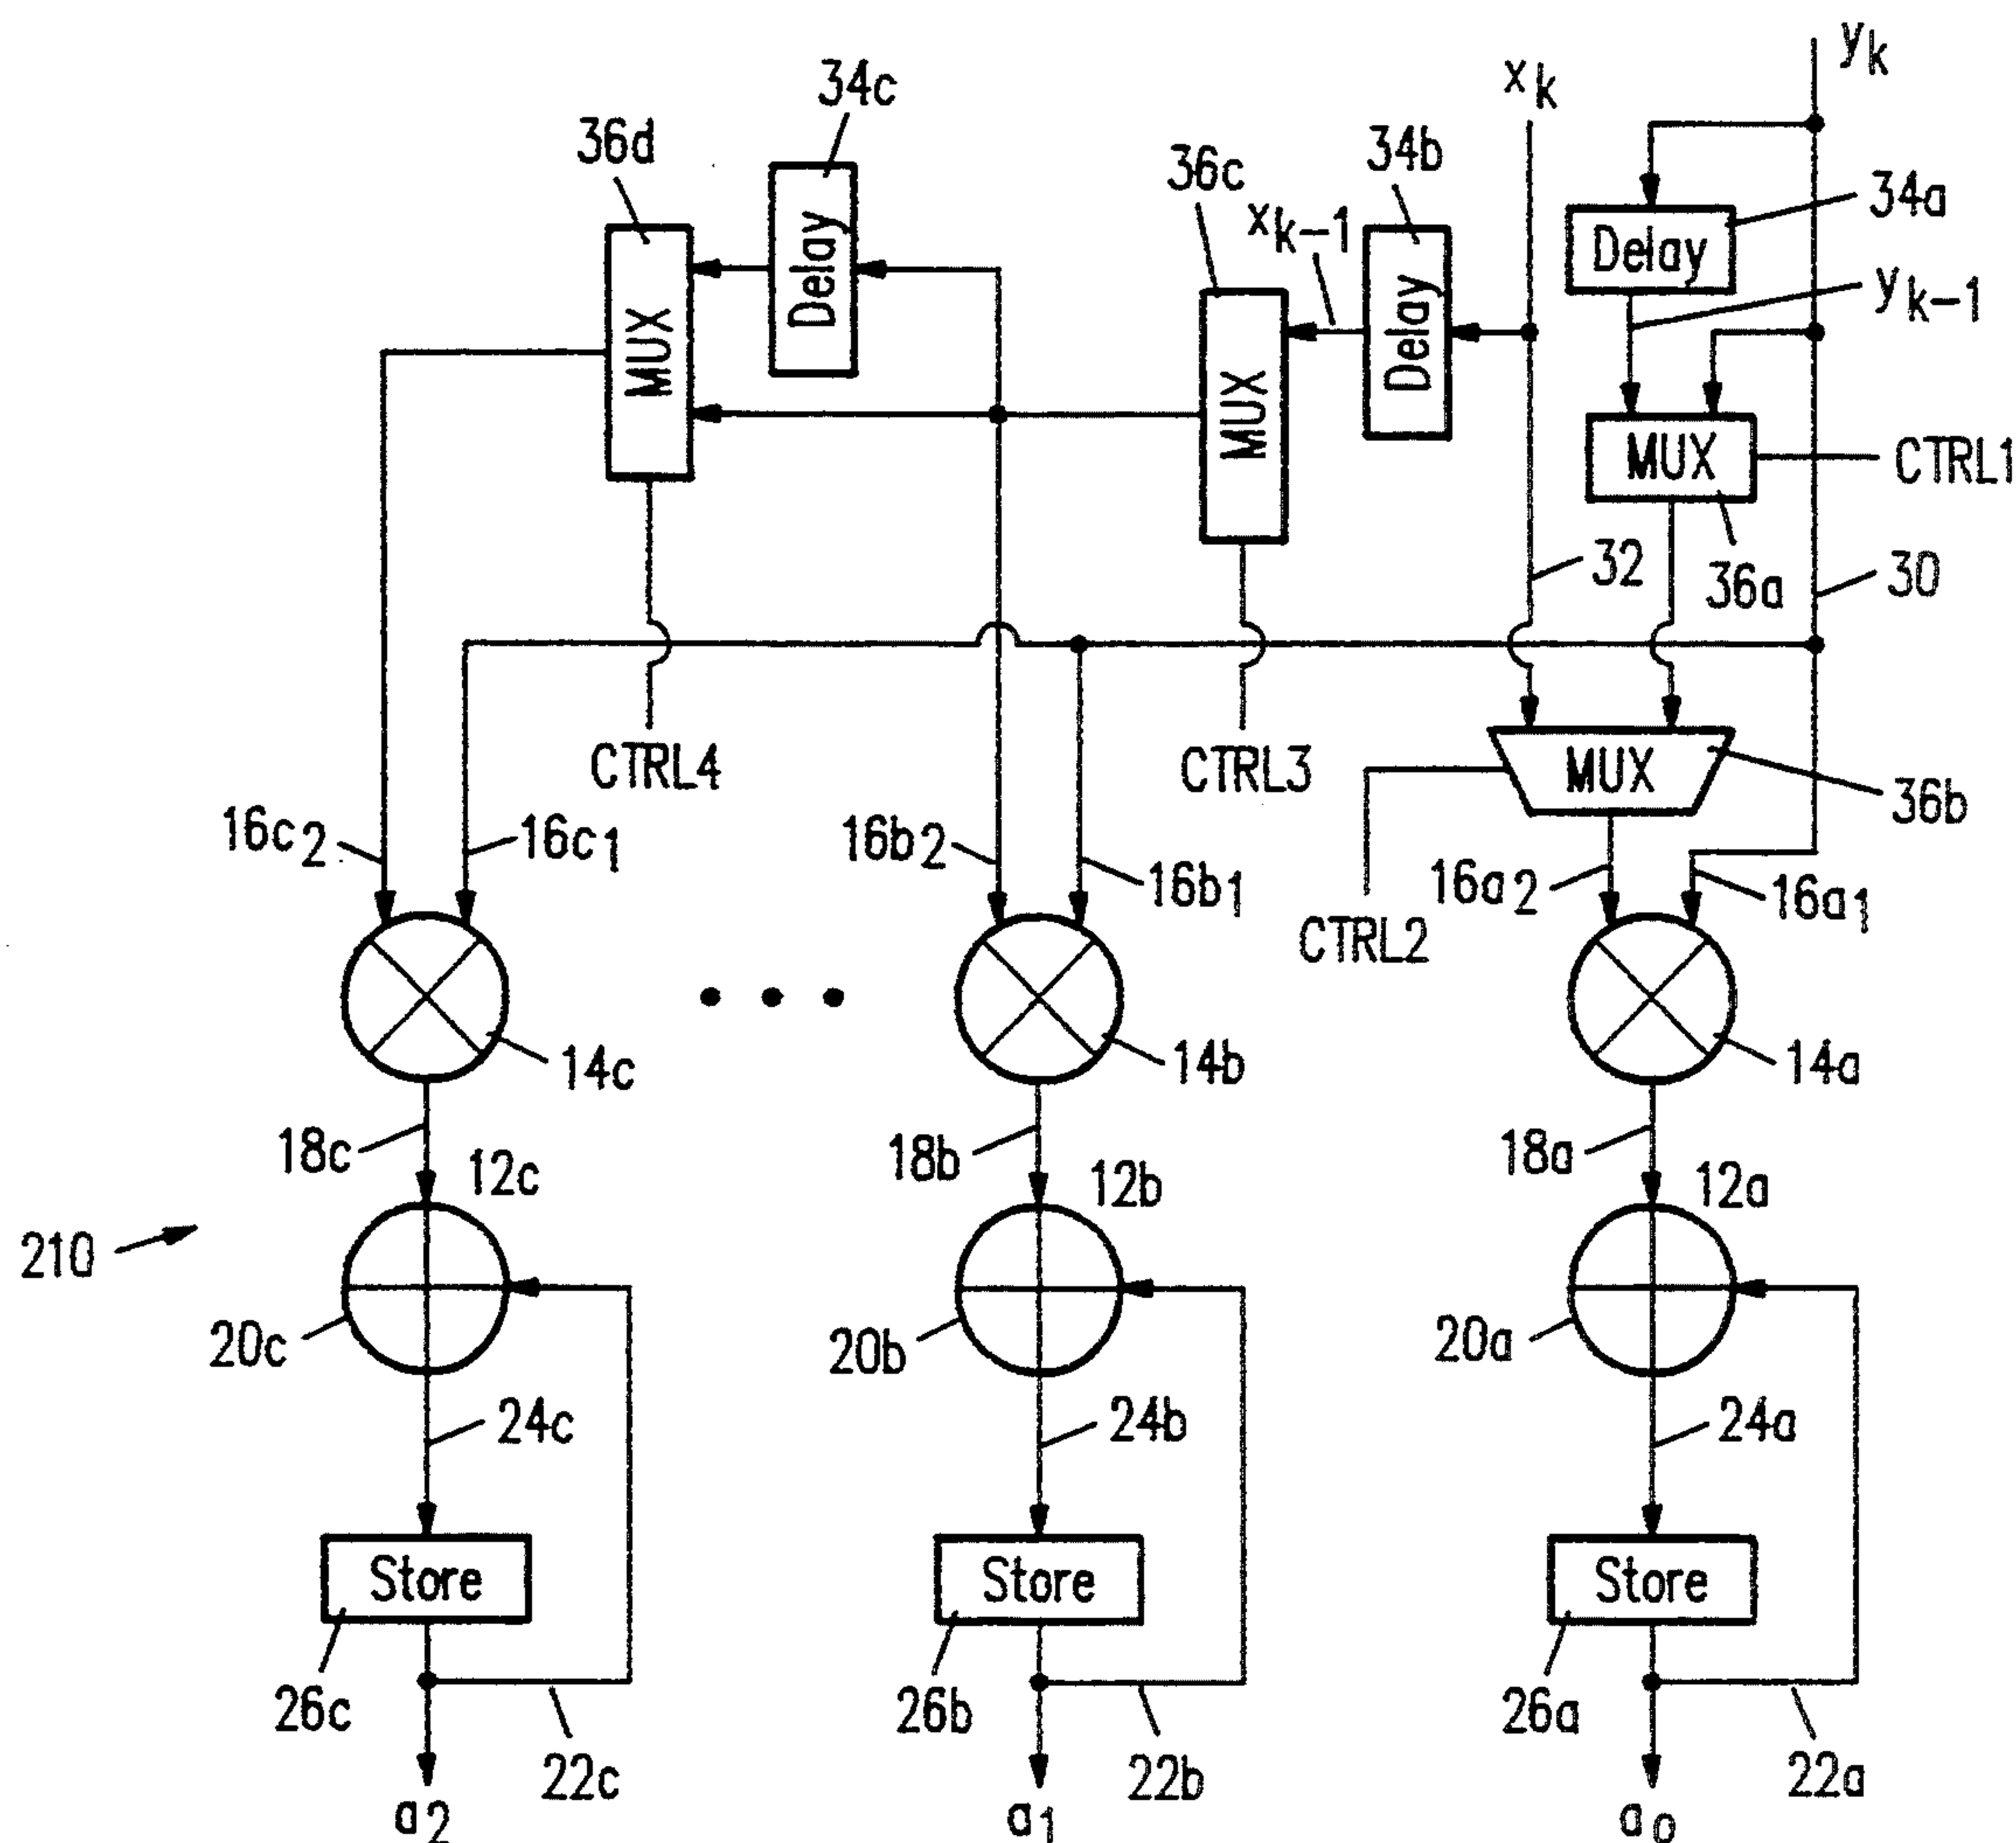 yk
xk
34c
36d
34b
36c
34a
xk-1
Delay
Delay
Delay
yk-1
MUX
MUX
MUX
CTRL1
32
36a
30
CTRL4
CTRL3
MUX
36b
16c2
16c1
16b2
16b1
16a2
16a1
CTRL2
14c
14b
14a
18c
12c
18b
12b
18a
12a
210
20c
20b
20a
24c
24b
24a
Store
Store
Store
26c
26b
26a
22c
22b
22a
a2
a1
ao